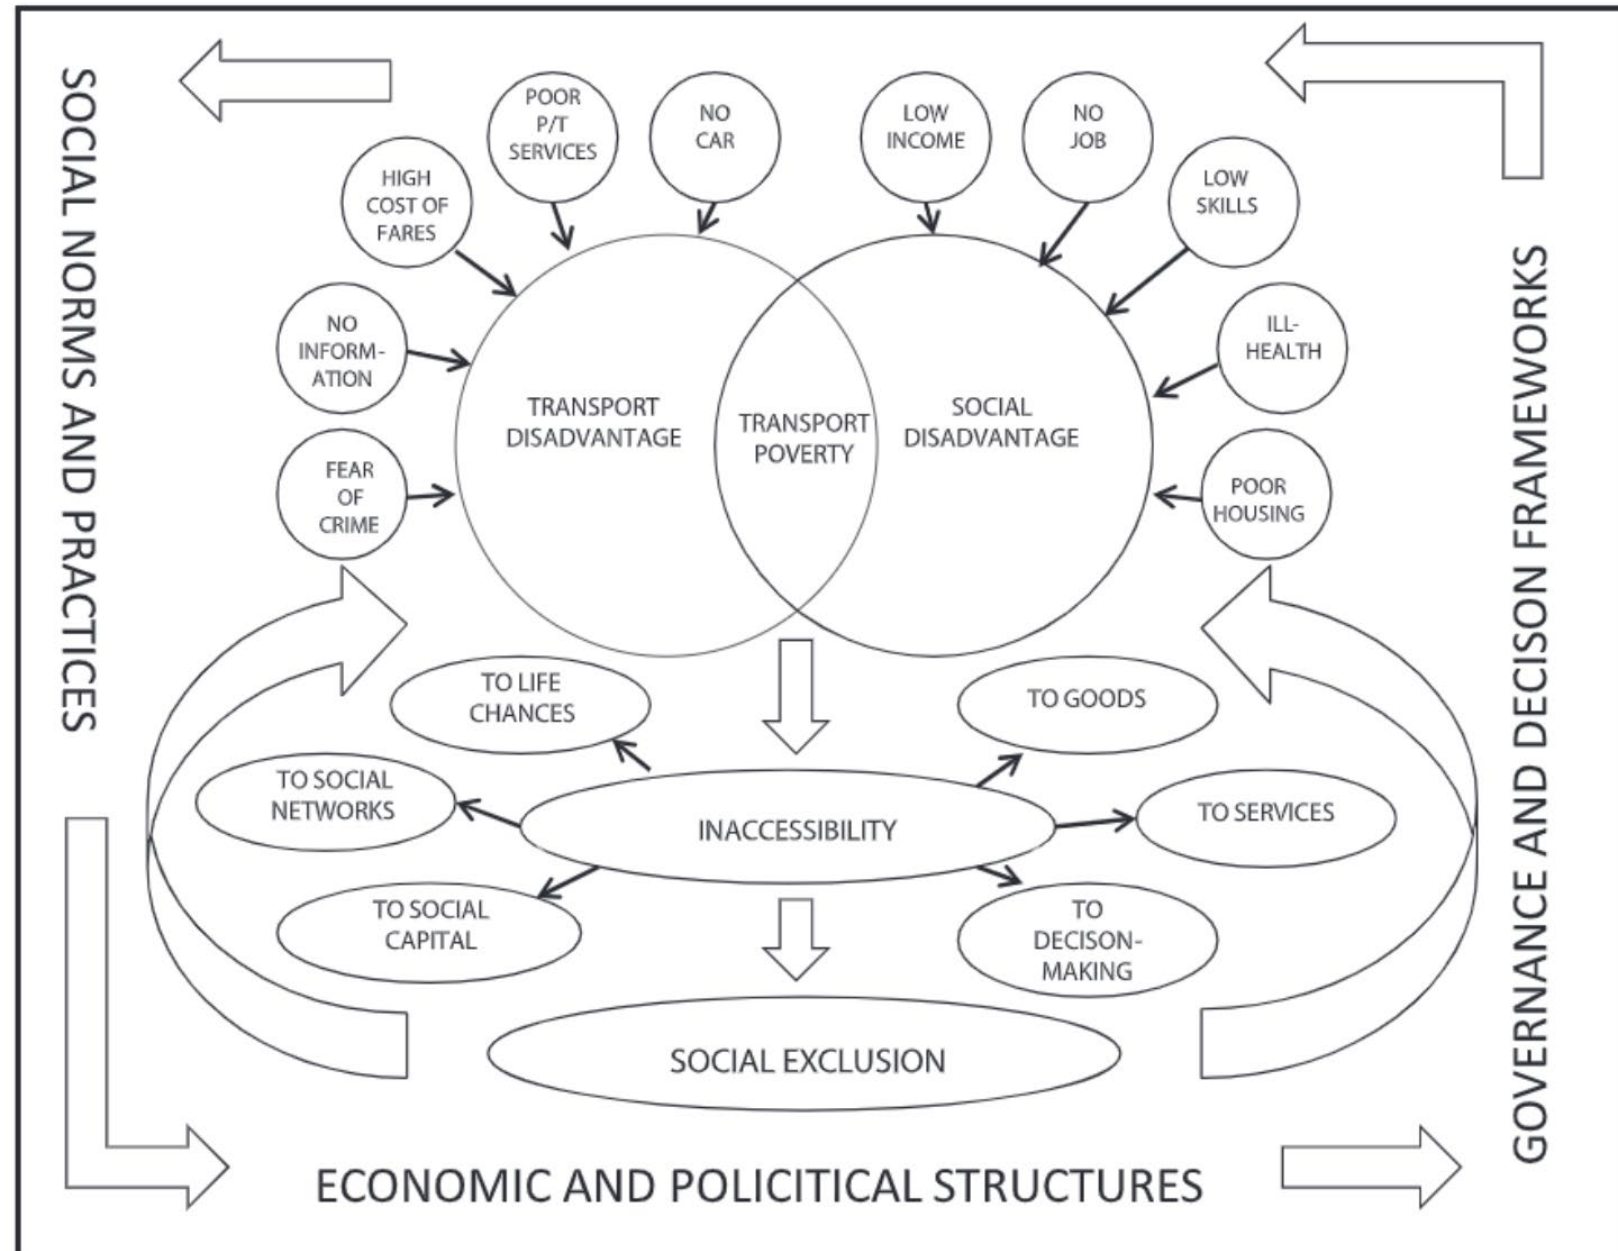 SOCIAL NORMS AND PRACTICES
POOR
P/T
SERVICES
NO
CAR
LOW
INCOME
NO
JOB
HIGH
COST OF
FARES
LOW
SKILLS
NO
INFORM-
ATION
ILL-
HEALTH
FEAR
OF
CRIME
POOR
HOUSING
TRANSPORT
DISADVANTAGE
TRANSPORT
POVERTY
SOCIAL
DISADVANTAGE
GOVERNANCE AND DECISON FRAMEWORKS
TO LIFE
CHANCES
TO GOODS
TO SOCIAL
NETWORKS
INACCESSIBILITY
TO SERVICES
TO SOCIAL
CAPITAL
TO
DECISON-
MAKING
SOCIAL EXCLUSION
ECONOMIC AND POLICITICAL STRUCTURES